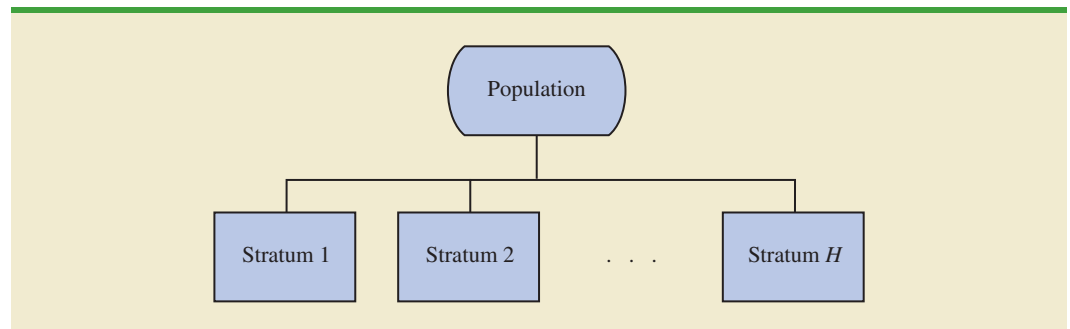 Population
Stratum 1 Stratum 2 . . . Stratum H